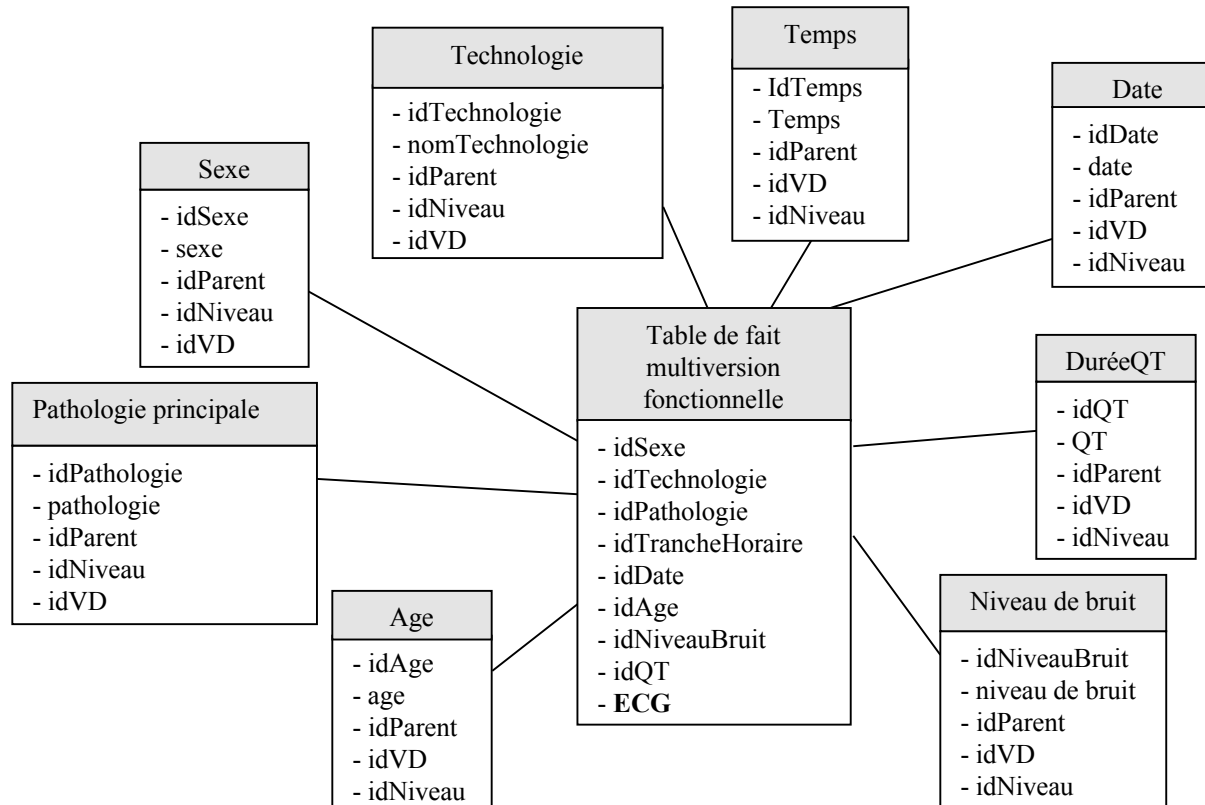 Technologie
- idTechnologie
- nomTechnologie
- idParent
- idNiveau
- idVD
Temps
- IdTemps
- Temps
- idParent
- idVD
- idNiveau
Date
- idDate
- date
- idParent
- idVD
- idNiveau
Sexe
- idSexe
- sexe
- idParent
- idNiveau
- idVD
Table de fait
multiversion
fonctionnelle
- idSexe
- idTechnologie
- idPathologie
- idTrancheHoraire
- idDate
- idAge
- idNiveauBruit
- idQT
- ECG
DuréeQT
- idQT
- QT
- idParent
- idVD
- idNiveau
Pathologie principale
- idPathologie
- pathologie
- idParent
- idNiveau
- idVD
Age
- idAge
- age
- idParent
- idVD
- idNiveau
Niveau de bruit
- idNiveauBruit
- niveau de bruit
- idParent
- idVD
- idNiveau